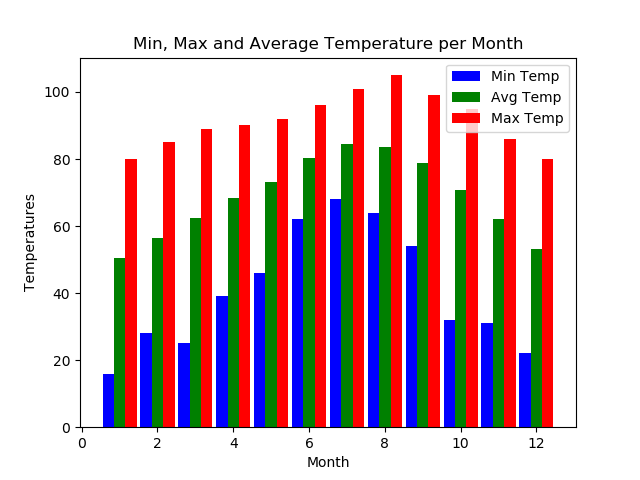 Min, Max and Average Temperature per Month
Min Temp
Avg Temp
Max Temp
100
80
60
40
20
0
Temperatures
0 2 4 6 8 10 12
Month